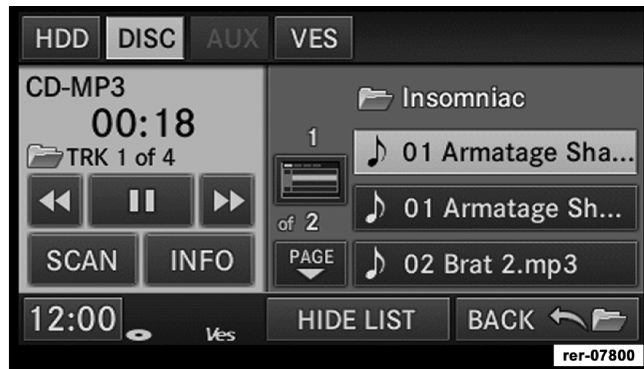 HDD DISC AUX VES
CD-MP3
00:18
TRK 1 of 4
SCAN INFO
1
of 2
PAGE
Insomniac
01 Armatage Sha...
01 Armatage Sh...
02 Brat 2.mp3
12:00 Ves HIDE LIST BACK
rer-07800